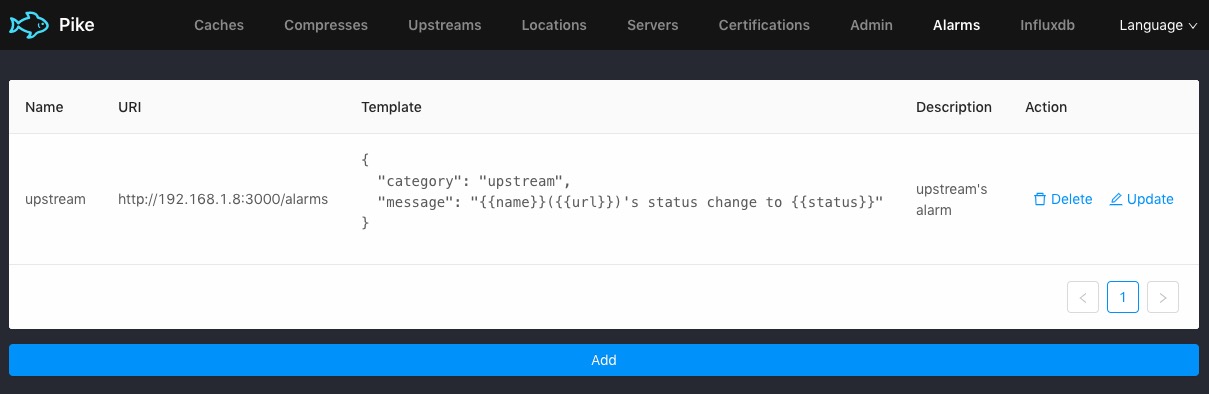 Pike Caches Compresses Upstreams Locations Servers Certifications Admin Alarms Influxdb Language
Name URI Template Description Action
{
"category": "upstream",
"message": "{{name}}({{url}})'s status change to {{status}}"
}
upstream http://192.168.1.8:3000/alarms
upstream's
alarm
Delete Update
< 1 >
Add